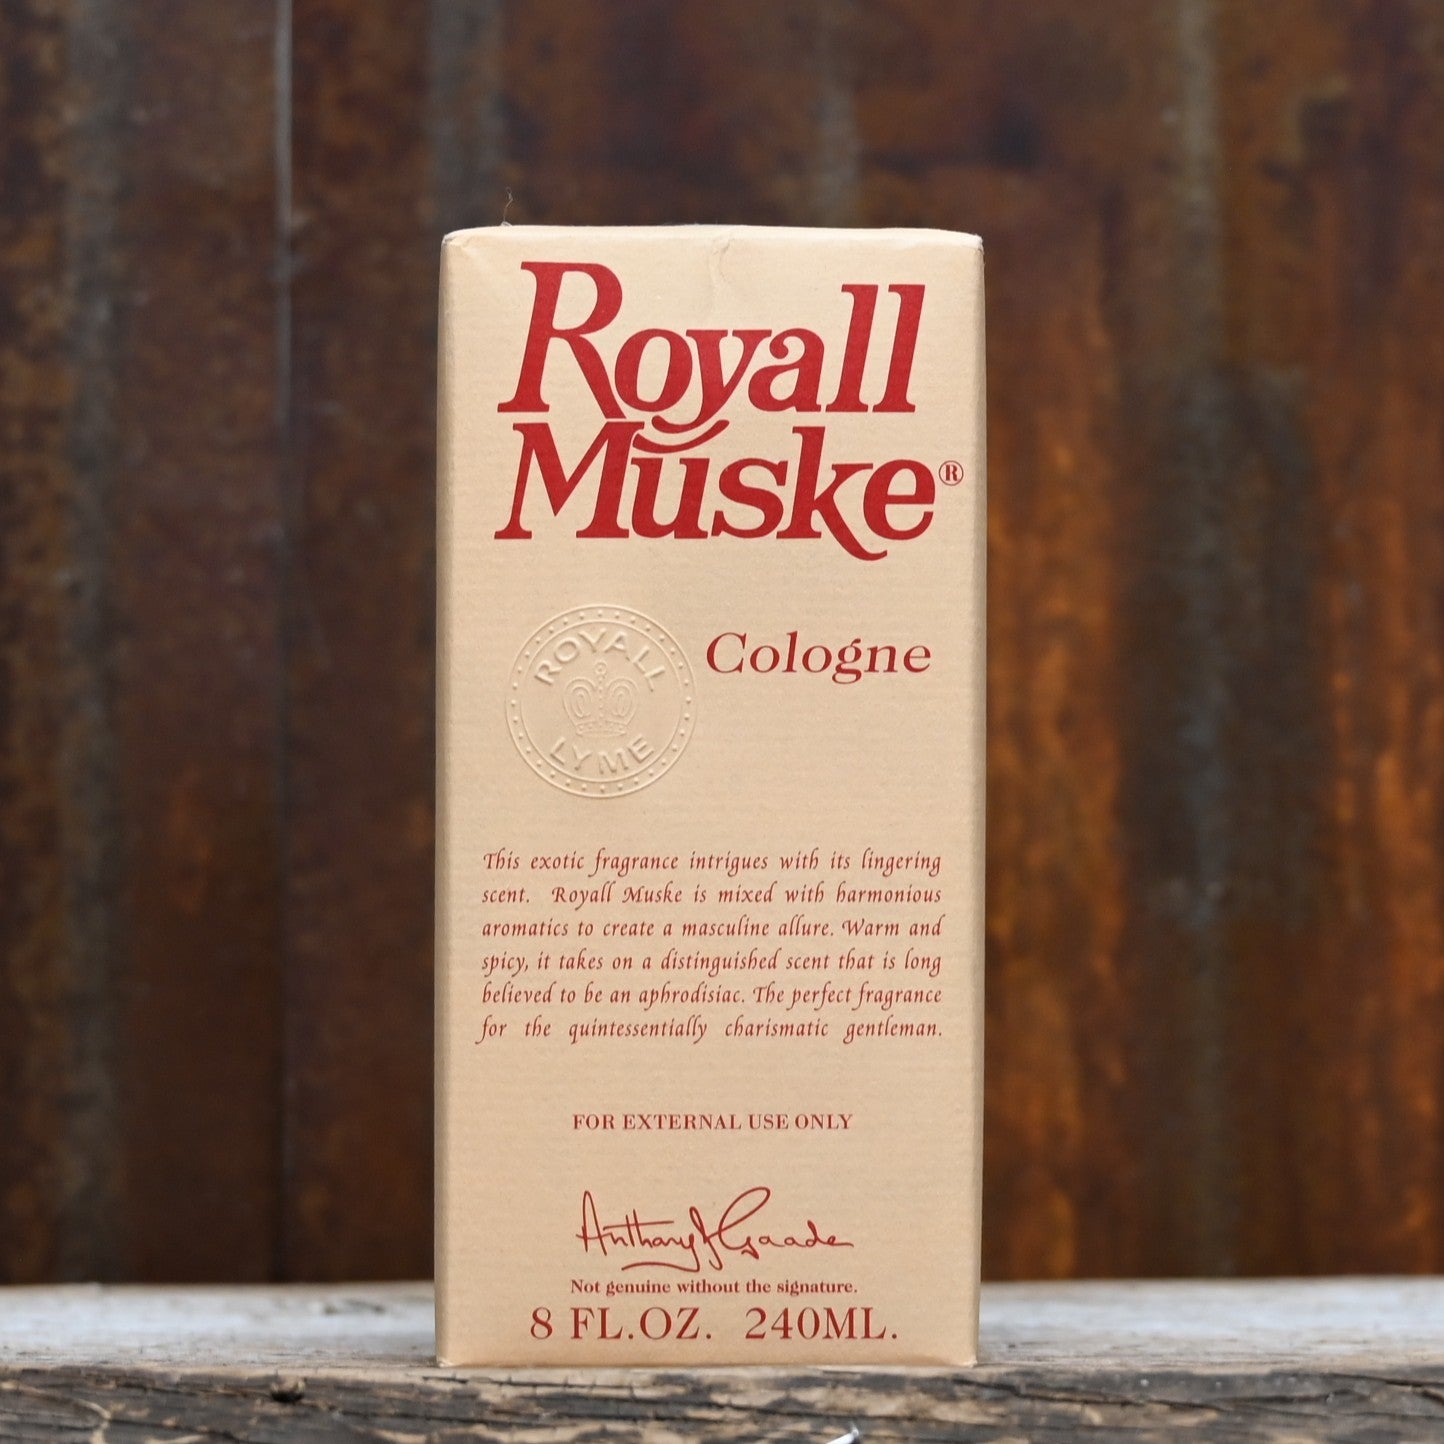 Royall
Muske®
ROYALL
LYME
Cologne
This exotic fragrance intrigues with its lingering
scent. Royall Muske is mixed with harmonious
aromatics to create a masculine allure. Warm and
spicy, it takes on a distinguished scent that is long
believed to be an aphrodisiac. The perfect fragrance
for the quintessentially charismatic gentleman.
FOR EXTERNAL USE ONLY
Anthony J Gaade
Not genuine without the signature.
8 FL.OZ. 240ML.